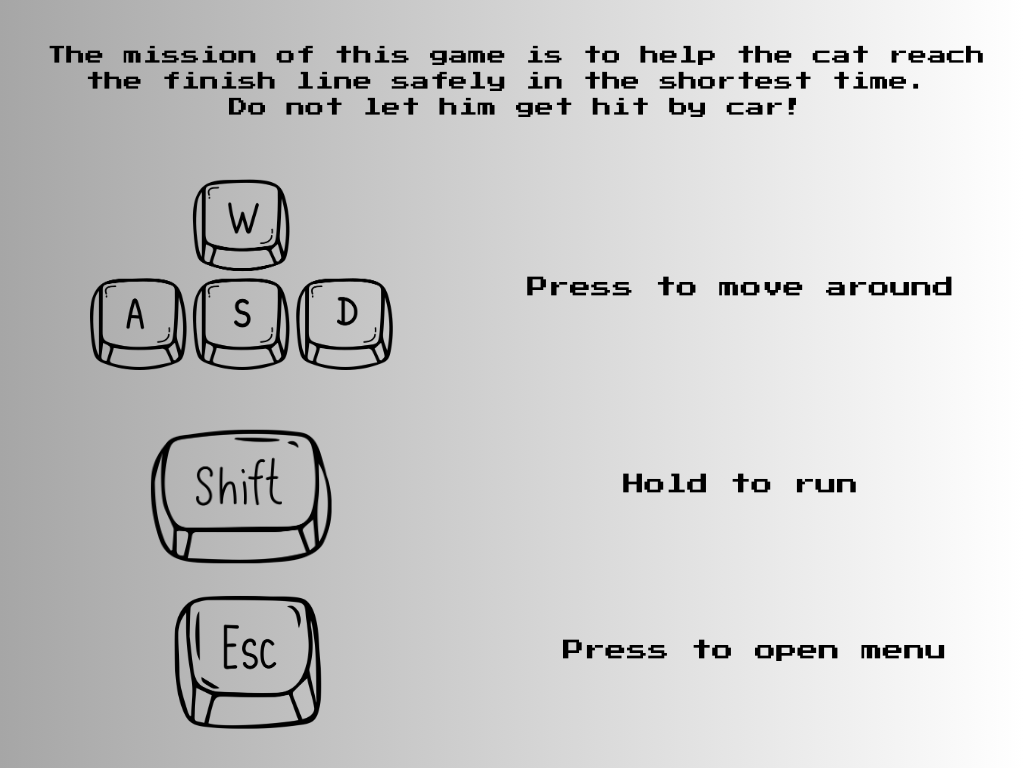 The mission of this game is to help the cat reach
the finish line safely in the shortest time.
Do not let him get hit by car!
W
A S D
Press to move around
Shift
Hold to run
Esc
Press to open menu